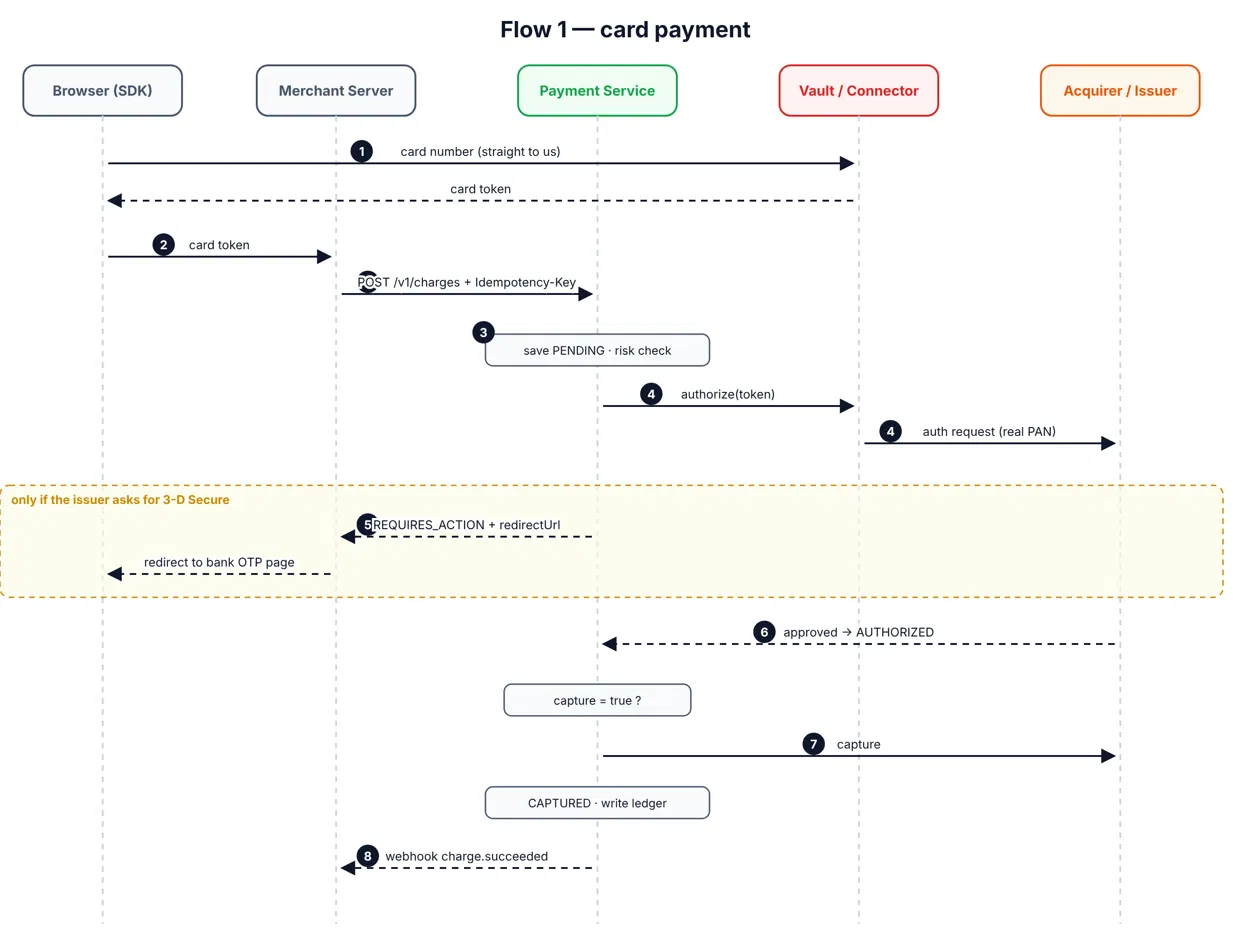 Flow 1 — card payment
Browser (SDK)
Merchant Server
Payment Service
Vault / Connector
Acquirer / Issuer
1 card number (straight to us)
card token
2 card token
POST /v1/charges + Idempotency-Key
3
save PENDING · risk check
4 authorize(token)
4 auth request (real PAN)
only if the issuer asks for 3-D Secure
5 REQUIRES_ACTION + redirectUrl
redirect to bank OTP page
6 approved → AUTHORIZED
capture = true ?
7 capture
CAPTURED · write ledger
8 webhook charge.succeeded